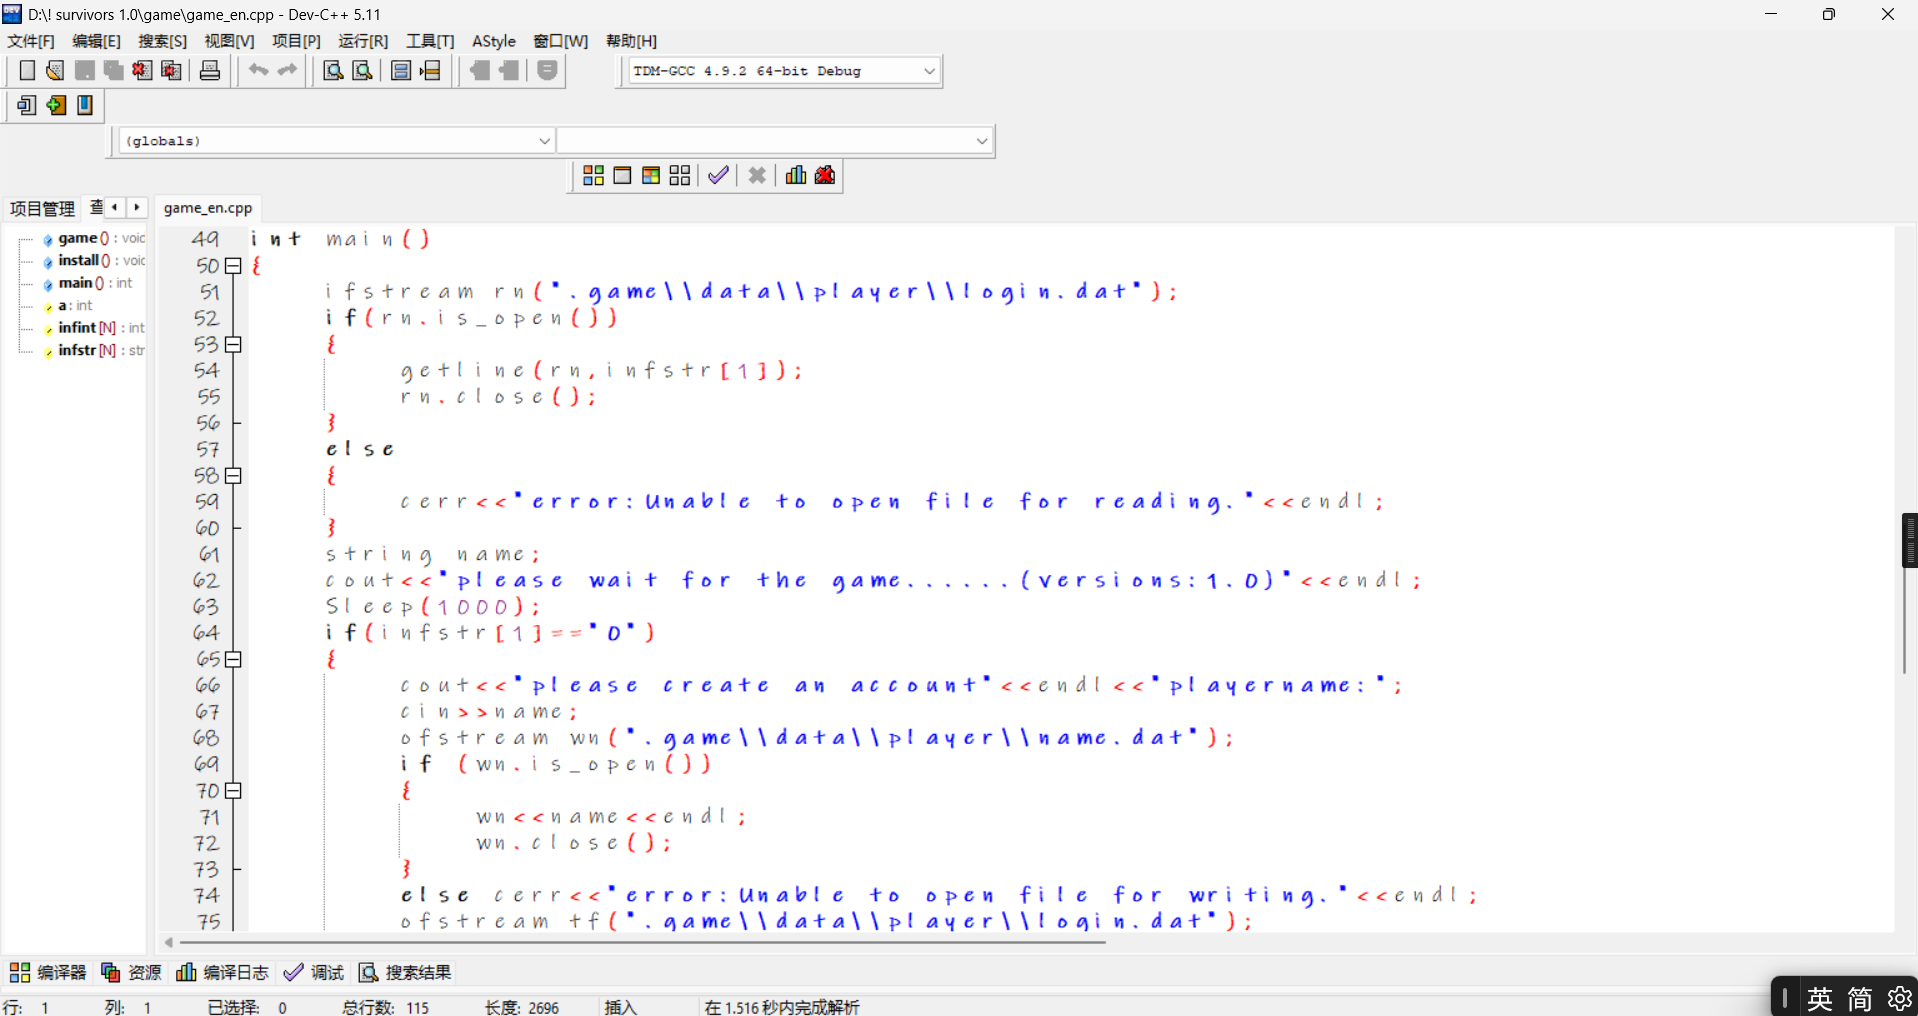 D:\! survivors 1.0\game\game_en.cpp - Dev-C++ 5.11
文件[F] 编辑[E] 搜索[S] 视图[V] 项目[P] 运行[R] 工具[T] AStyle 窗口[W] 帮助[H]
TDM-GCC 4.9.2 64-bit Debug
(globals)
项目管理 查 game_en.cpp
game() : void
install() : void
main() : int
a : int
infint [N] : int
infstr [N] : str
49 int main()
50 {
51 ifstream rn(".game\\data\\player\\login.dat");
52 if(rn.is_open())
53 {
54 getline(rn,infstr[1]);
55 rn.close();
56 }
57 else
58 {
59 cerr<<"error:Unable to open file for reading."<<endl;
60 }
61 string name;
62 cout<<"please wait for the game......(versions:1.0)"<<endl;
63 Sleep(1000);
64 if(infstr[1]=="0")
65 {
66 cout<<"please create an account"<<endl<<"playername:";
67 cin>>name;
68 ofstream wn(".game\\data\\player\\name.dat");
69 if (wn.is_open())
70 {
71 wn<<name<<endl;
72 wn.close();
73 }
74 else cerr<<"error:Unable to open file for writing."<<endl;
75 ofstream tf(".game\\data\\player\\login.dat");
编译器 资源 编译日志 调试 搜索结果
行: 1 列: 1 已选择: 0 总行数: 115 长度: 2696 插入 在 1.516 秒内完成解析
英 简